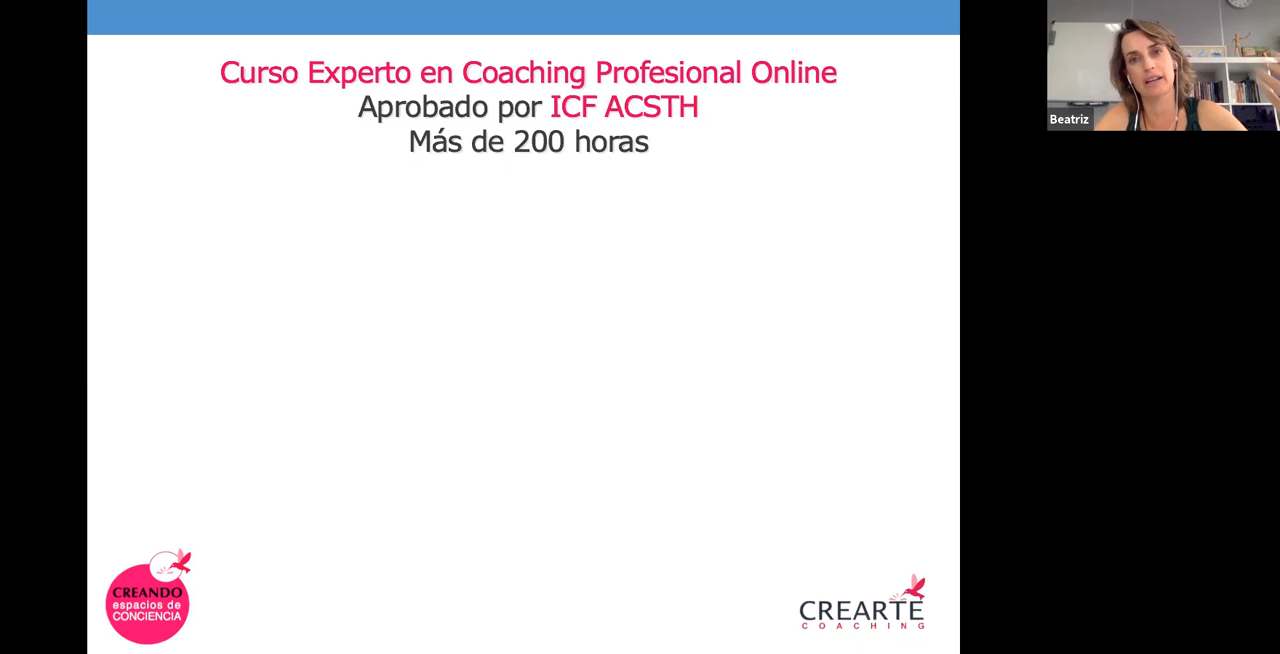 Curso Experto en Coaching Profesional Online
Aprobado por ICF ACSTH
Más de 200 horas
Beatriz
CREANDO
espacios de
CONCIENCIA
CREARTE
COACHING